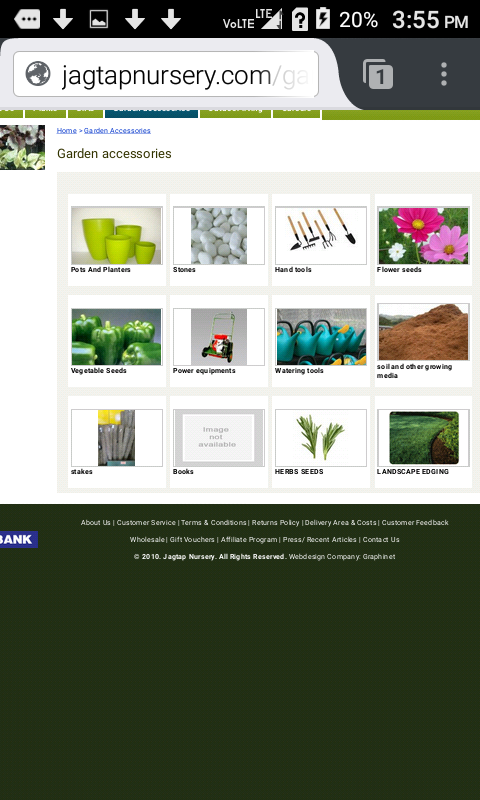 VoLTE LTE 20% 3:55 PM
jagtapnursery.com/ga
1
Home > Garden Accessories
Garden accessories
Pots And Planters
Stones
Hand tools
Flower seeds
Vegetable Seeds
Power equipments
Watering tools
soil and other growing
media
stakes
Image
not
available
Books
HERBS SEEDS
LANDSCAPE EDGING
About Us | Customer Service | Terms & Conditions | Returns Policy | Delivery Area & Costs | Customer Feedback
BANK
Wholesale | Gift Vouchers | Affiliate Program | Press/ Recent Articles | Contact Us
© 2010. Jagtap Nursery. All Rights Reserved. Webdesign Company: Graphinet